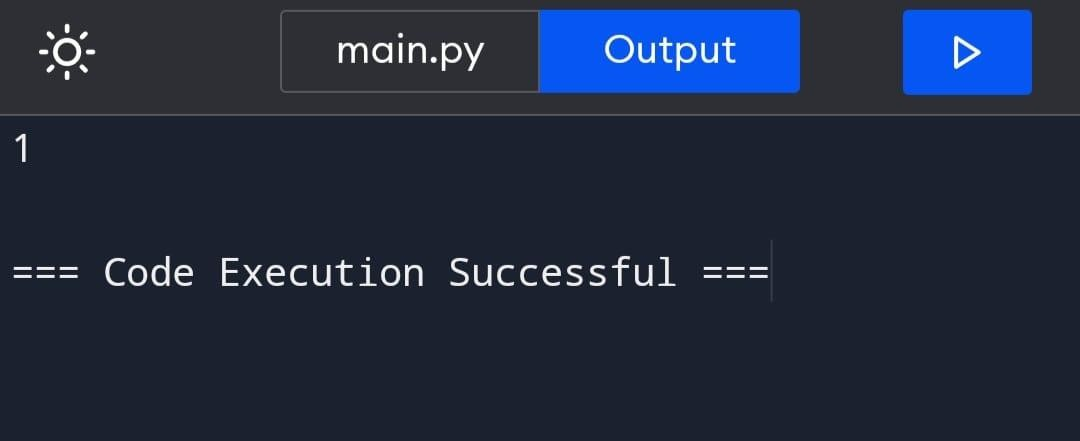 main.py Output
1
=== Code Execution Successful ===